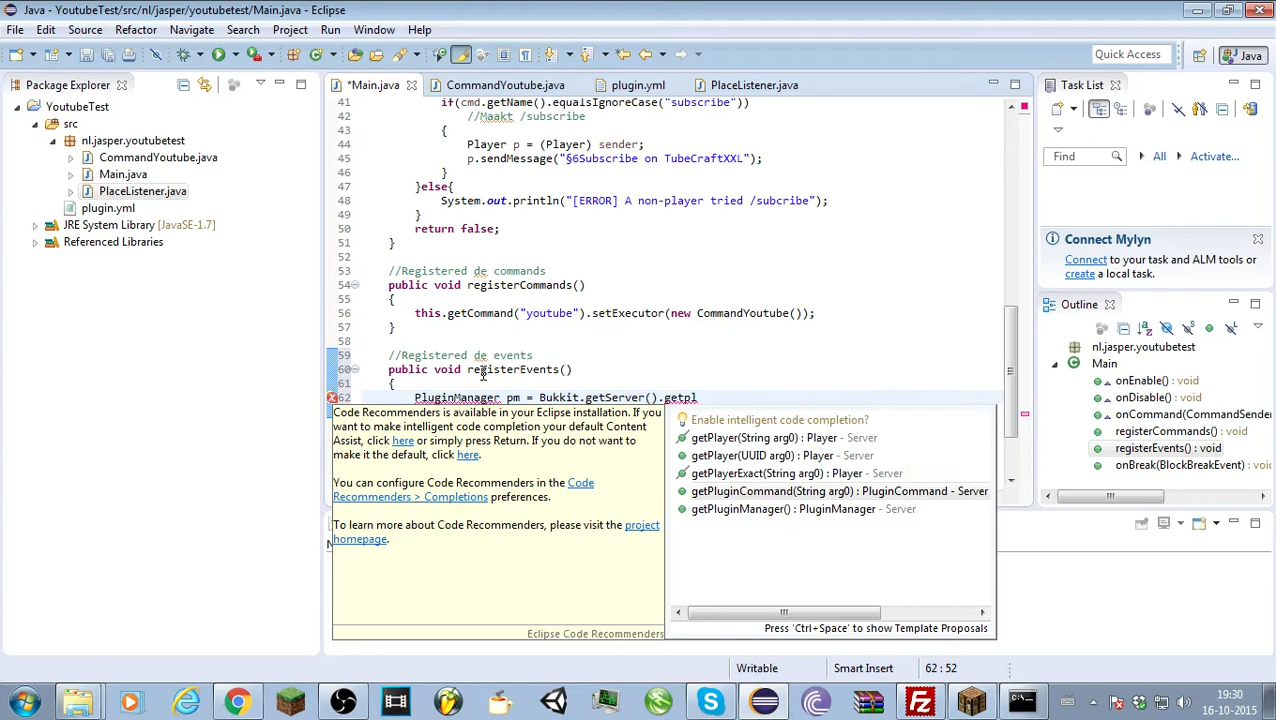 Java - YoutubeTest/src/nl/jasper/youtubetest/Main.java - Eclipse
File Edit Source Refactor Navigate Search Project Run Window Help
Quick Access
Java
Package Explorer
*Main.java
CommandYoutube.java
plugin.yml
PlaceListener.java
Task List
YoutubeTest
src
nl.jasper.youtubetest
CommandYoutube.java
Main.java
PlaceListener.java
plugin.yml
JRE System Library [JavaSE-1.7]
Referenced Libraries
41 if(cmd.getName().equalsIgnoreCase("subscribe"))
42 //Maakt /subscribe
43 {
44 Player p = (Player) sender;
45 p.sendMessage("§6Subscribe on TubeCraftXXL");
46 }
47 }else{
48 System.out.println("[ERROR] A non-player tried /subcribe");
49 }
50 return false;
51 }
52
53 //Registered de commands
54 public void registerCommands()
55 {
56 this.getCommand("youtube").setExecutor(new CommandYoutube());
57 }
58
59 //Registered de events
60 public void registerEvents()
61 {
62 PluginManager pm = Bukkit.getServer().getpl
Code Recommenders is available in your Eclipse installation. If you
want to make intelligent code completion your default Content
Assist, click here or simply press Return. If you do not want to
make it the default, click here.
You can configure Code Recommenders in the Code
Recommenders > Completions preferences.
To learn more about Code Recommenders, please visit the project
homepage.
Eclipse Code Recommenders
Enable intelligent code completion?
getPlayer(String arg0) : Player - Server
getPlayer(UUID arg0) : Player - Server
getPlayerExact(String arg0) : Player - Server
getPluginCommand(String arg0) : PluginCommand - Server
getPluginManager() : PluginManager - Server
Press 'Ctrl+Space' to show Template Proposals
Find
All
Activate...
Connect Mylyn
Connect to your task and ALM tools or
create a local task.
Outline
nl.jasper.youtubetest
Main
onEnable() : void
onDisable() : void
onCommand(CommandSender
registerCommands() : void
registerEvents() : void
onBreak(BlockBreakEvent)
Writable
Smart Insert
62 : 52
19:30
16-10-2015